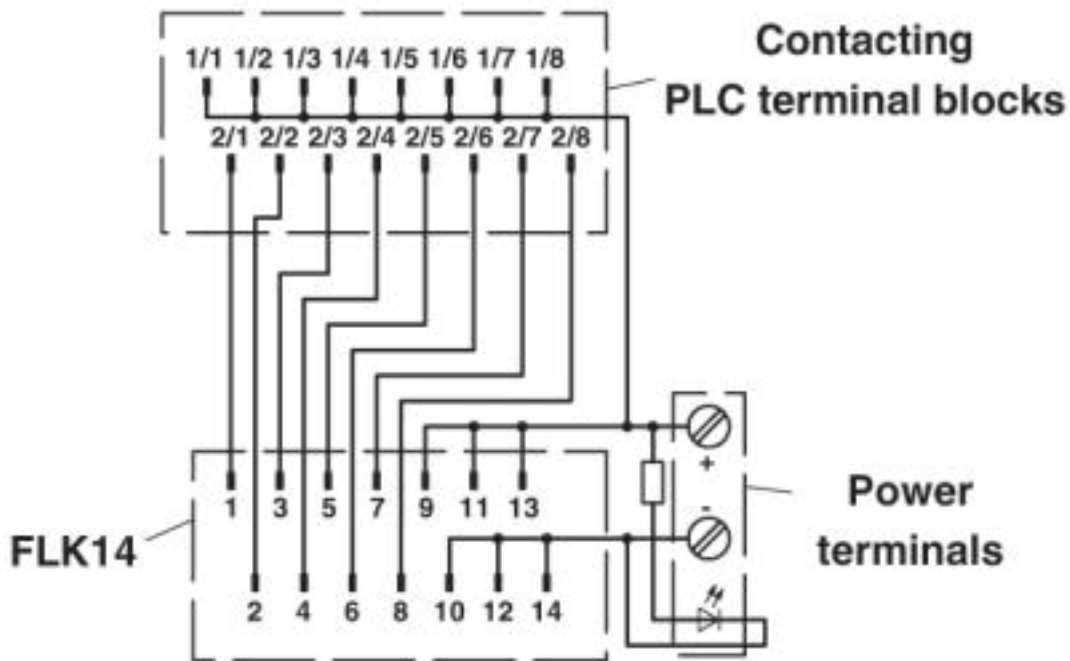 Contacting
PLC terminal blocks
1/1 1/2 1/3 1/4 1/5 1/6 1/7 1/8
2/1 2/2 2/3 2/4 2/5 2/6 2/7 2/8
+
-
Power
terminals
1 3 5 7 9 11 13
FLK14
2 4 6 8 10 12 14